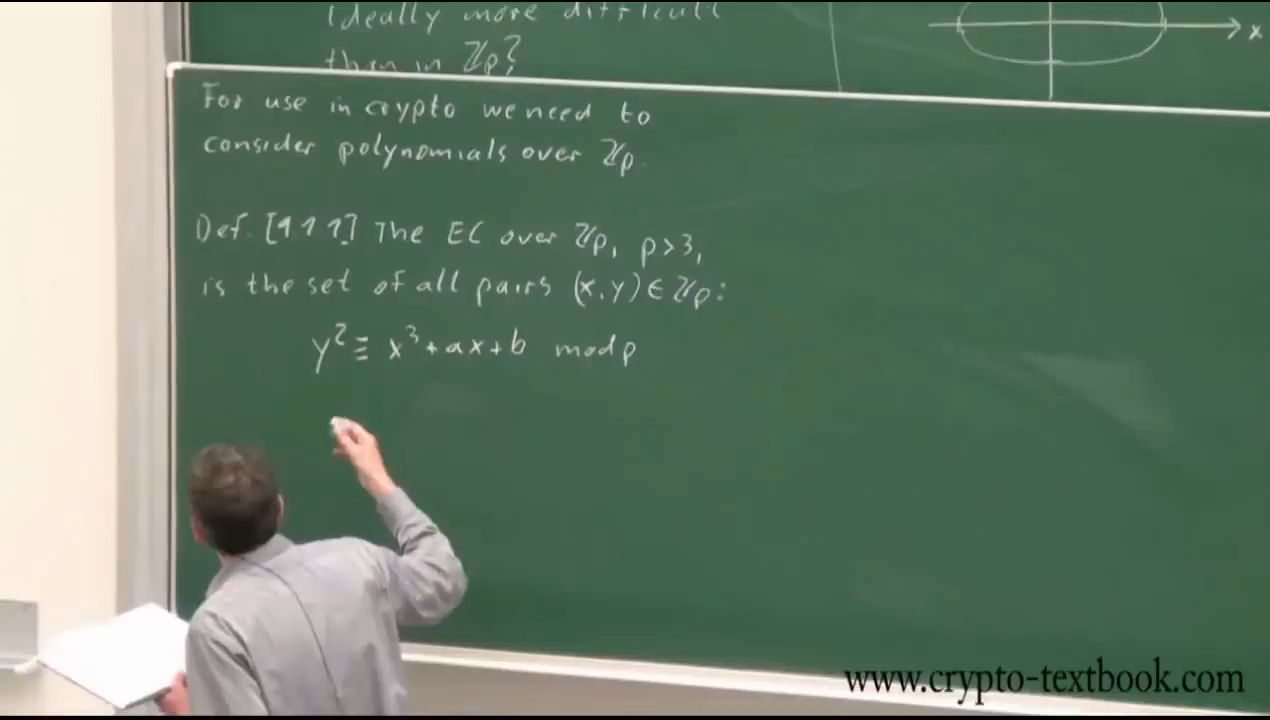 Ideally more difficult
than in ℤp?
x
For use in crypto we need to
consider polynomials over ℤp.
Def. [9.1.1] The EC over ℤp, p>3,
is the set of all pairs (x,y)∈ℤp:
y² ≡ x³+ax+b mod p
www.crypto-textbook.com